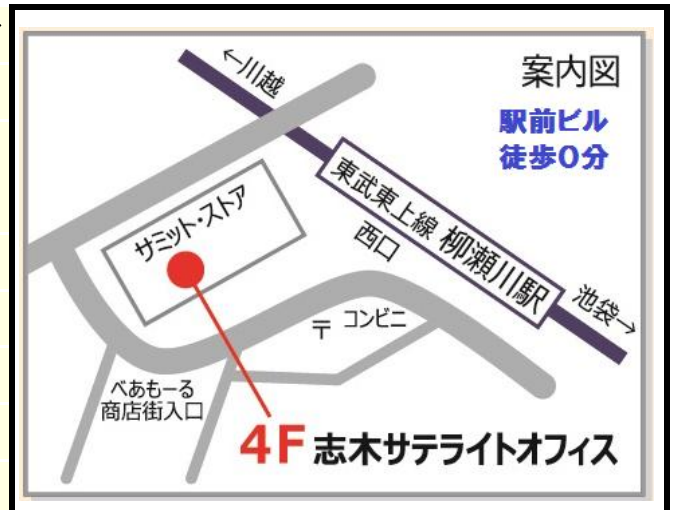 案内図
駅前ビル
徒歩0分
←川越
東武東上線 柳瀬川駅
西口
池袋→
サミット・ストア
〒 コンビニ
べあもーる
商店街入口
4F 志木サテライトオフィス